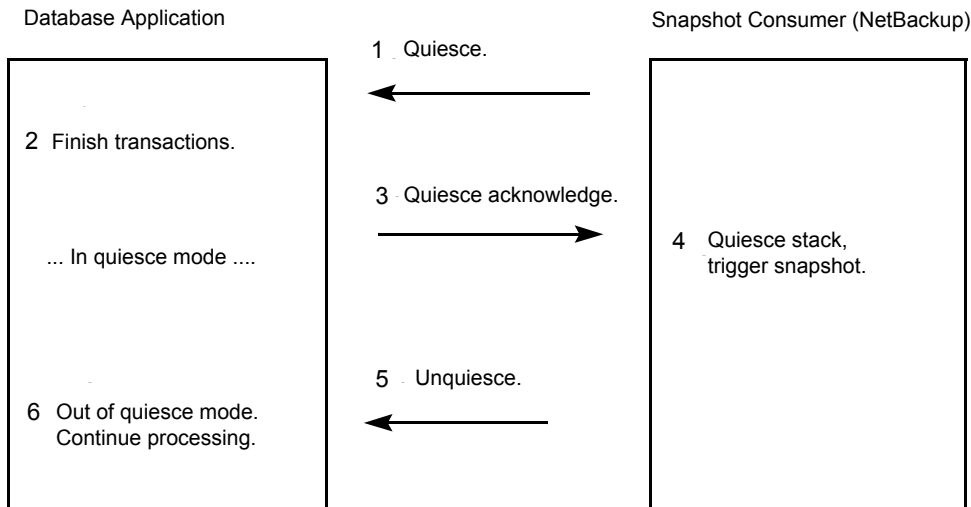 Database Application
Snapshot Consumer (NetBackup)
1 Quiesce.
2 Finish transactions.
3 Quiesce acknowledge.
... In quiesce mode ....
4 Quiesce stack,
trigger snapshot.
5 Unquiesce.
6 Out of quiesce mode.
Continue processing.